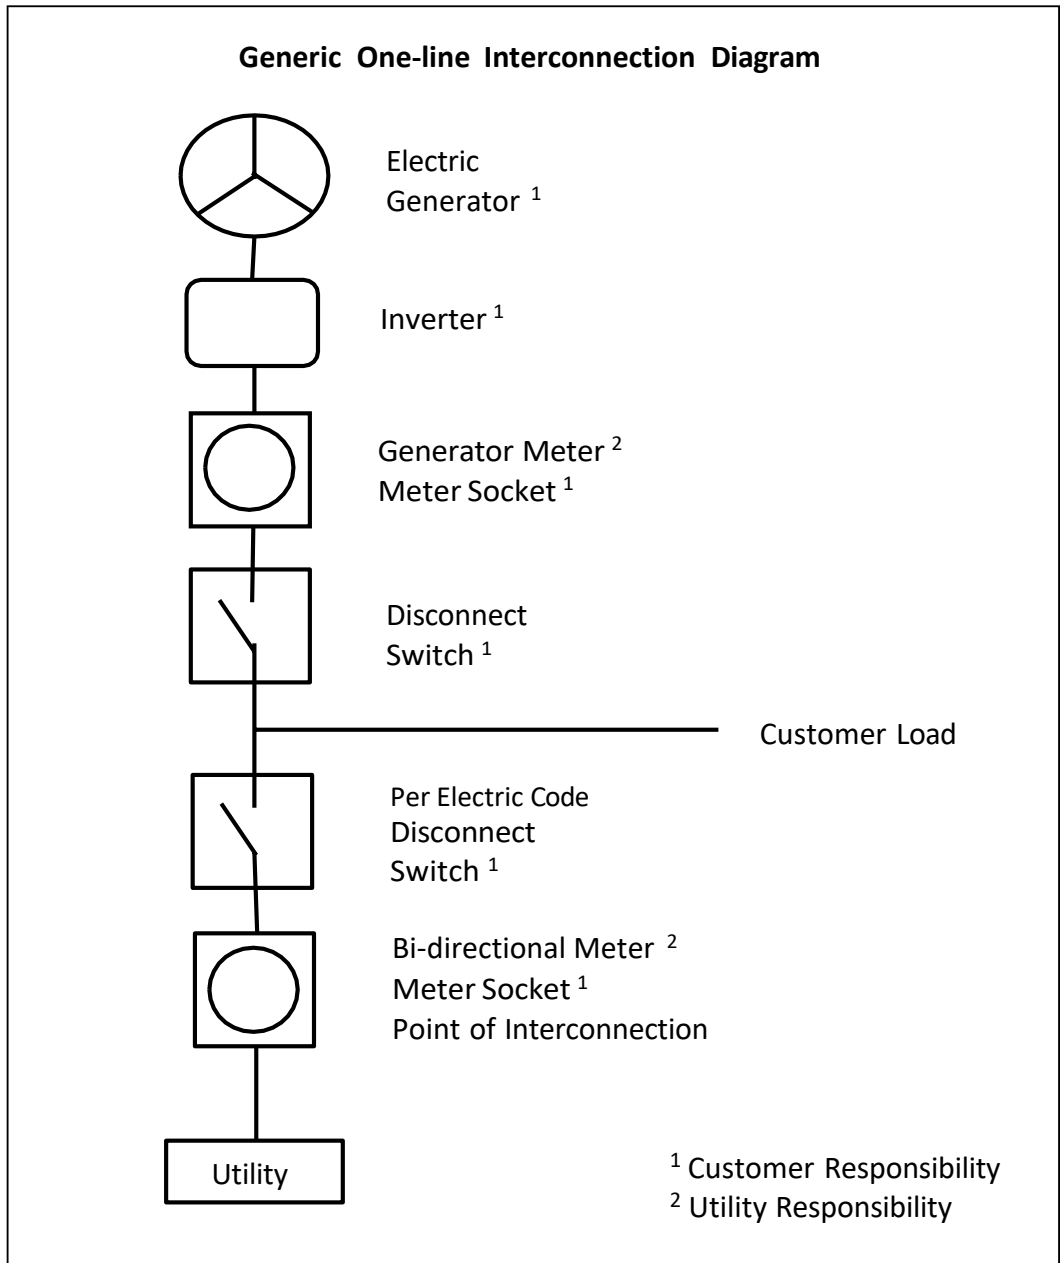 Generic One-line Interconnection Diagram
Electric
Generator ¹
Inverter ¹
Generator Meter ²
Meter Socket ¹
Disconnect
Switch ¹
Customer Load
Per Electric Code
Disconnect
Switch ¹
Bi-directional Meter ²
Meter Socket ¹
Point of Interconnection
Utility
¹ Customer Responsibility
² Utility Responsibility